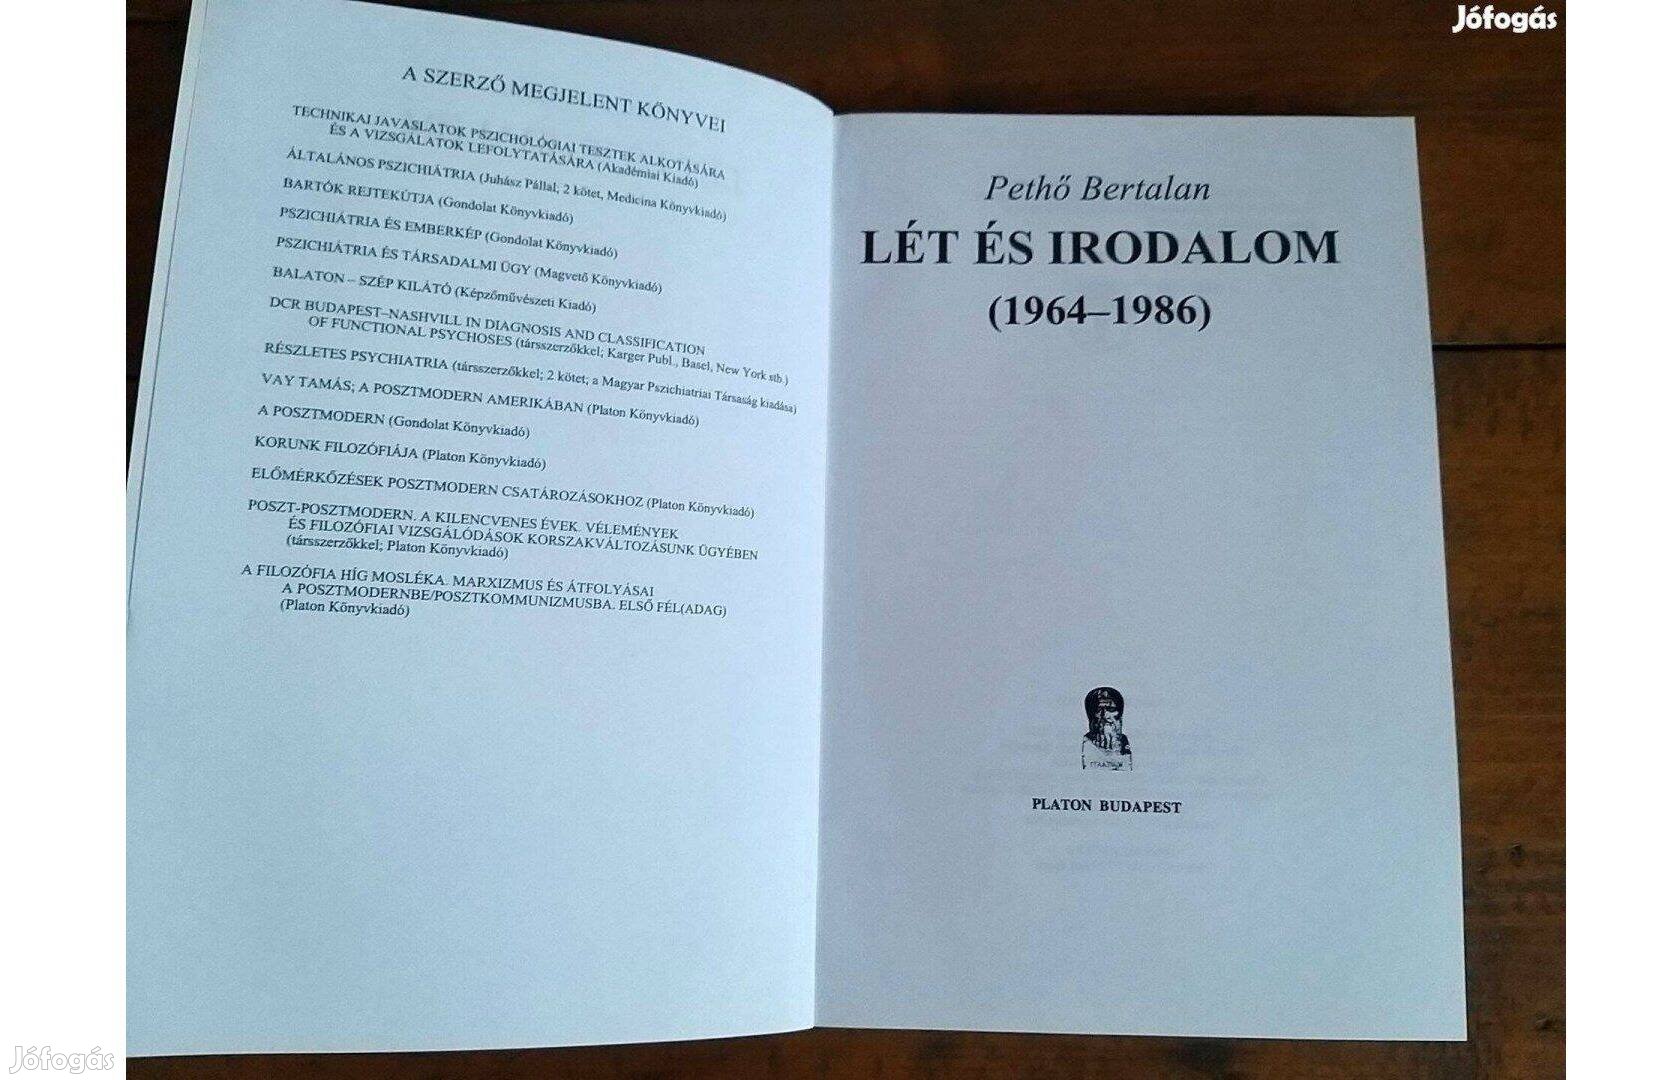 A SZERZŐ MEGJELENT KÖNYVEI
TECHNIKAI JAVASLATOK PSZICHOLÓGIAI TESZTEK ALKOTÁSÁRA
ÉS A VIZSGÁLATOK LEFOLYTATÁSÁRA (Akadémiai Kiadó)
ÁLTALÁNOS PSZICHIÁTRIA (Juhász Pállal; 2 kötet, Medicina Könyvkiadó)
BARTÓK REJTEKÚTJA (Gondolat Könyvkiadó)
PSZICHIÁTRIA ÉS EMBERKÉP (Gondolat Könyvkiadó)
PSZICHIÁTRIA ÉS TÁRSADALMI ÜGY (Magvető Könyvkiadó)
BALATON – SZÉP KILÁTÓ (Képzőművészeti Kiadó)
DCR BUDAPEST–NASHVILL IN DIAGNOSIS AND CLASSIFICATION
OF FUNCTIONAL PSYCHOSES (társszerzőkkel; Karger Publ., Basel, New York stb.)
RÉSZLETES PSYCHIATRIA (társszerzőkkel; 2 kötet; a Magyar Pszichiatriai Társaság kiadása)
VAY TAMÁS; A POSZTMODERN AMERIKÁBAN (Platon Könyvkiadó)
A POSZTMODERN (Gondolat Könyvkiadó)
KORUNK FILOZÓFIÁJA (Platon Könyvkiadó)
ELŐMÉRKŐZÉSEK POSZTMODERN CSATÁROZÁSOKHOZ (Platon Könyvkiadó)
POSZT-POSZTMODERN. A KILENCVENES ÉVEK. VÉLEMÉNYEK
ÉS FILOZÓFIAI VIZSGÁLÓDÁSOK KORSZAKVÁLTOZÁSUNK ÜGYÉBEN
(társszerzőkkel; Platon Könyvkiadó)
A FILOZÓFIA HÍG MOSLÉKA. MARXIZMUS ÉS ÁTFOLYÁSAI
A POSZTMODERNBE/POSZTKOMMUNIZMUSBA. ELSŐ FÉL(ADAG)
(Platon Könyvkiadó)
Pethő Bertalan
LÉT ÉS IRODALOM
(1964–1986)
PLATON BUDAPEST
Jófogás
Jófogás